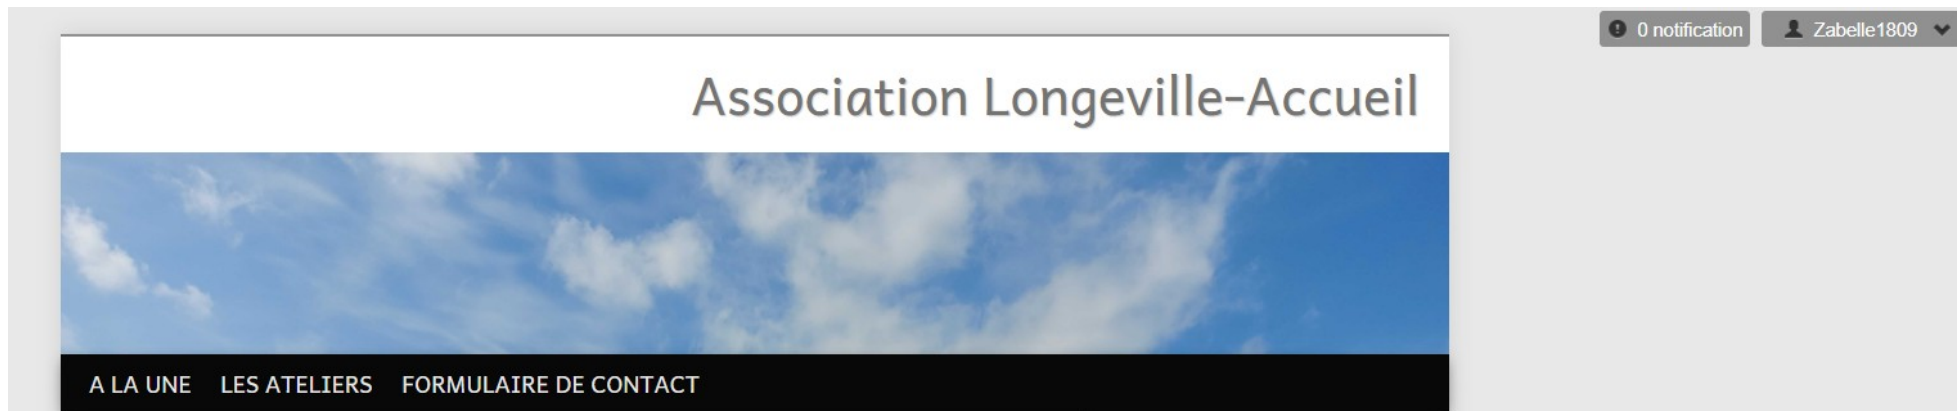 0 notification
Zabelle1809
Association Longeville-Accueil
A LA UNE LES ATELIERS FORMULAIRE DE CONTACT